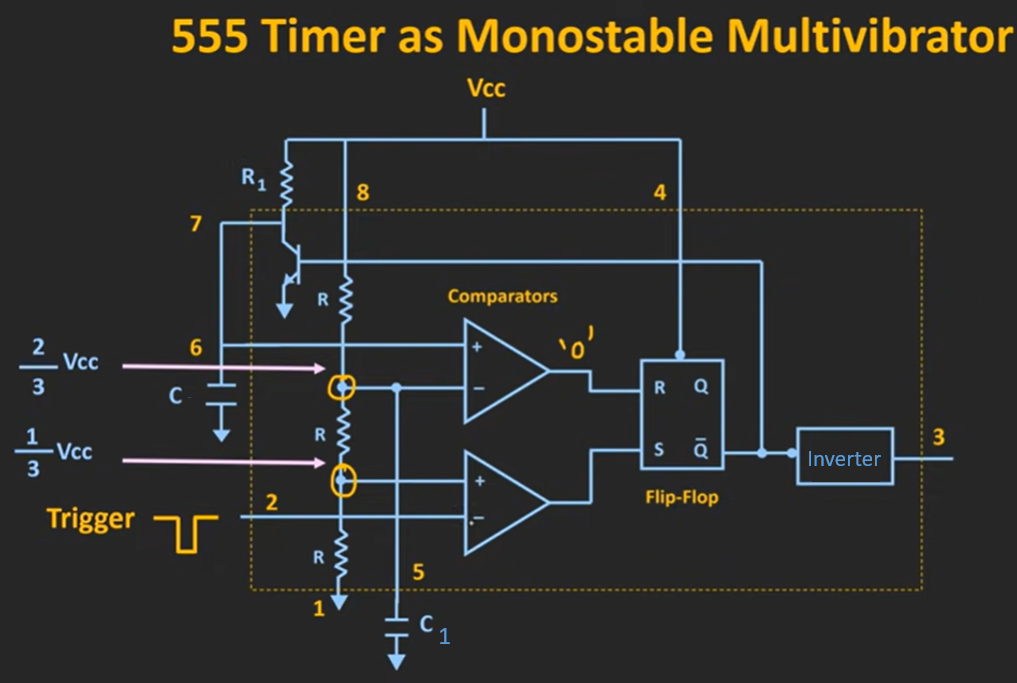 555 Timer as Monostable Multivibrator
Vcc
R1
8
4
7
R
Comparators
6
2/3 Vcc
+
'0'
−
C
R Q
1/3 Vcc
R
S Q̄
3
Inverter
2
+
Flip-Flop
Trigger
−
R
5
1
C1